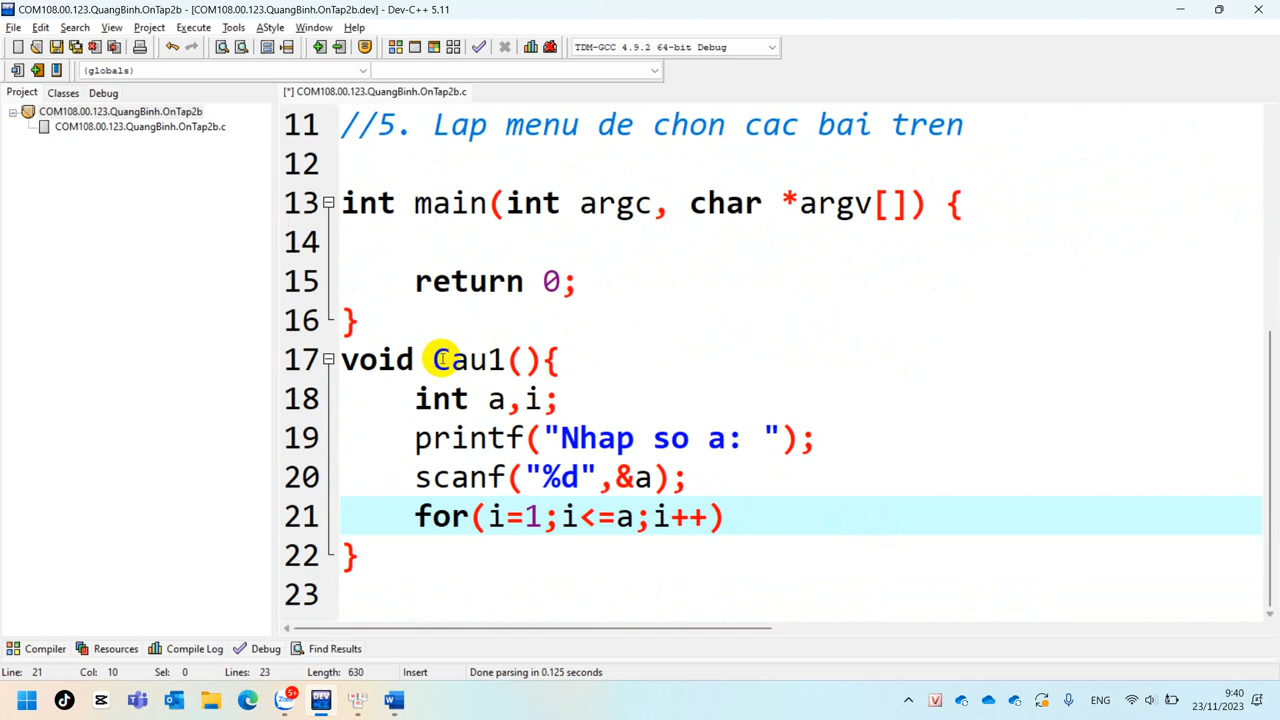 COM108.00.123.QuangBinh.OnTap2b - [COM108.00.123.QuangBinh.OnTap2b.dev] - Dev-C++ 5.11
File Edit Search View Project Execute Tools AStyle Window Help
TDM-GCC 4.9.2 64-bit Debug
(globals)
Project Classes Debug
[*] COM108.00.123.QuangBinh.OnTap2b.c
COM108.00.123.QuangBinh.OnTap2b
COM108.00.123.QuangBinh.OnTap2b.c
11 //5. Lap menu de chon cac bai tren
12
13 int main(int argc, char *argv[]) {
14
15 return 0;
16 }
17 void Cau1(){
18 int a,i;
19 printf("Nhap so a: ");
20 scanf("%d",&a);
21 for(i=1;i<=a;i++)
22 }
23
Compiler Resources Compile Log Debug Find Results
Line: 21 Col: 10 Sel: 0 Lines: 23 Length: 630 Insert Done parsing in 0.125 seconds
Zalo 5+ DEV V ENG 9:40
23/11/2023